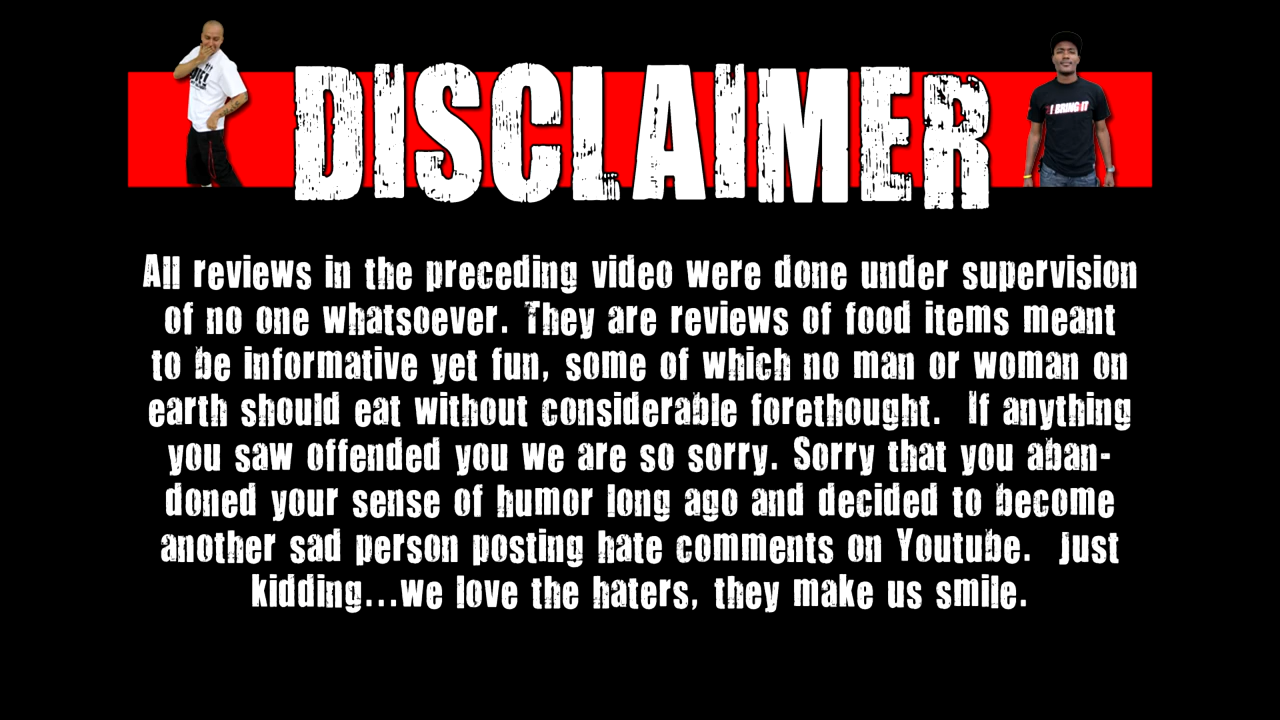 DISCLAIMER
I BRING IT
All reviews in the preceding video were done under supervision
of no one whatsoever. They are reviews of food items meant
to be informative yet fun, some of which no man or woman on
earth should eat without considerable forethought. If anything
you saw offended you we are so sorry. Sorry that you aban-
doned your sense of humor long ago and decided to become
another sad person posting hate comments on Youtube. Just
kidding...we love the haters, they make us smile.